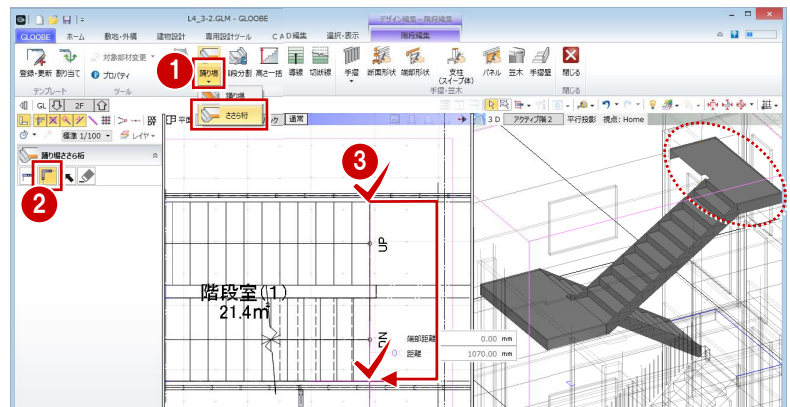 L4_3-2.GLM - GLOOBE
デザイン編集 - 階段編集
GLOOBE ホーム 敷地・外構 建物設計 専用設計ツール CAD編集 選択・表示 階段編集
登録・更新 割り当て 対象部材変更 プロパティ
踊り場 段分割 高さ一括 導線 切断線 手摺 断面形状 端部形状 支柱 (スイープ体) パネル 笠木 手摺壁 閉じる
テンプレート ツール 手摺・笠木 閉じる
1
踊り場
ささら桁
GL 2F
平面 通常
3D アクティブ階 2 平行投影 視点: Home
標準 1/100 レイヤ
踊り場ささら桁
2
3
UP
階段室(1)
21.4㎡
DN
端部距離 0.00 mm
距離 1070.00 mm